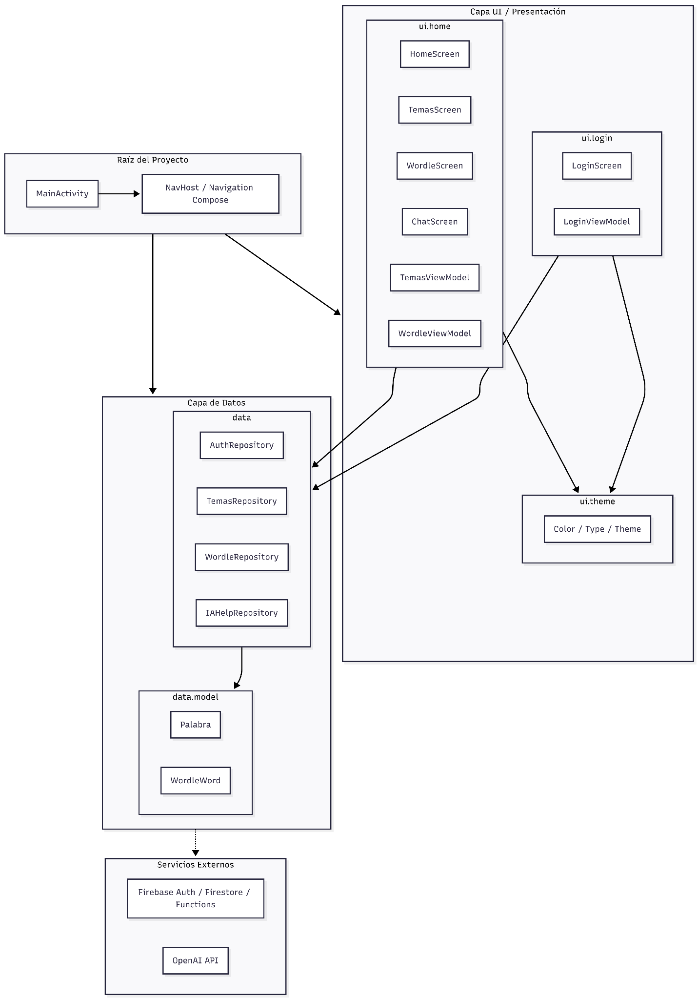 Capa UI / Presentación
ui.home
HomeScreen
TemasScreen
WordleScreen
ChatScreen
TemasViewModel
WordleViewModel
ui.login
LoginScreen
LoginViewModel
ui.theme
Color / Type / Theme
Raíz del Proyecto
MainActivity
NavHost / Navigation
Compose
Capa de Datos
data
AuthRepository
TemasRepository
WordleRepository
IAHelpRepository
data.model
Palabra
WordleWord
Servicios Externos
Firebase Auth / Firestore /
Functions
OpenAI API